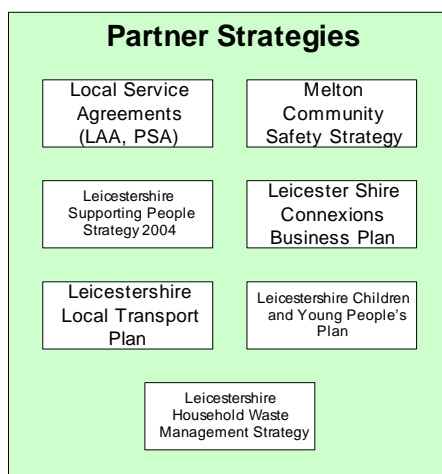 Partner Strategies
Local Service
Agreements
(LAA, PSA)
Melton
Community
Safety Strategy
Leicestershire
Supporting People
Strategy 2004
Leicester Shire
Connexions
Business Plan
Leicestershire
Local Transport
Plan
Leicestershire Children
and Young People's
Plan
Leicestershire
Household Waste
Management Strategy